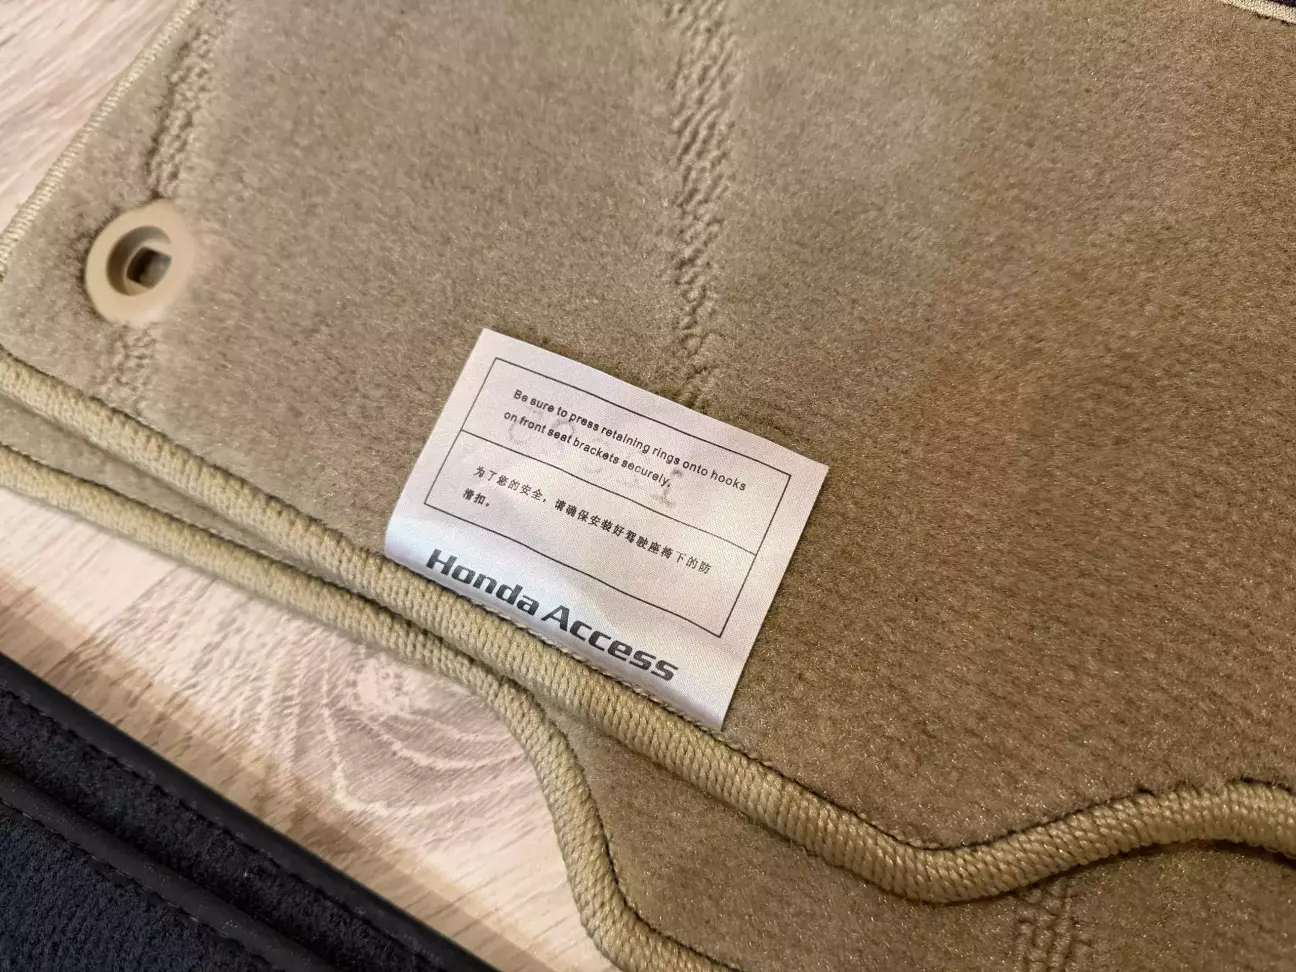 Be sure to press retaining rings onto hooks
on front seat brackets securely.
为了您的安全，请确保安装好驾驶座椅下的防
滑扣。
Honda Access